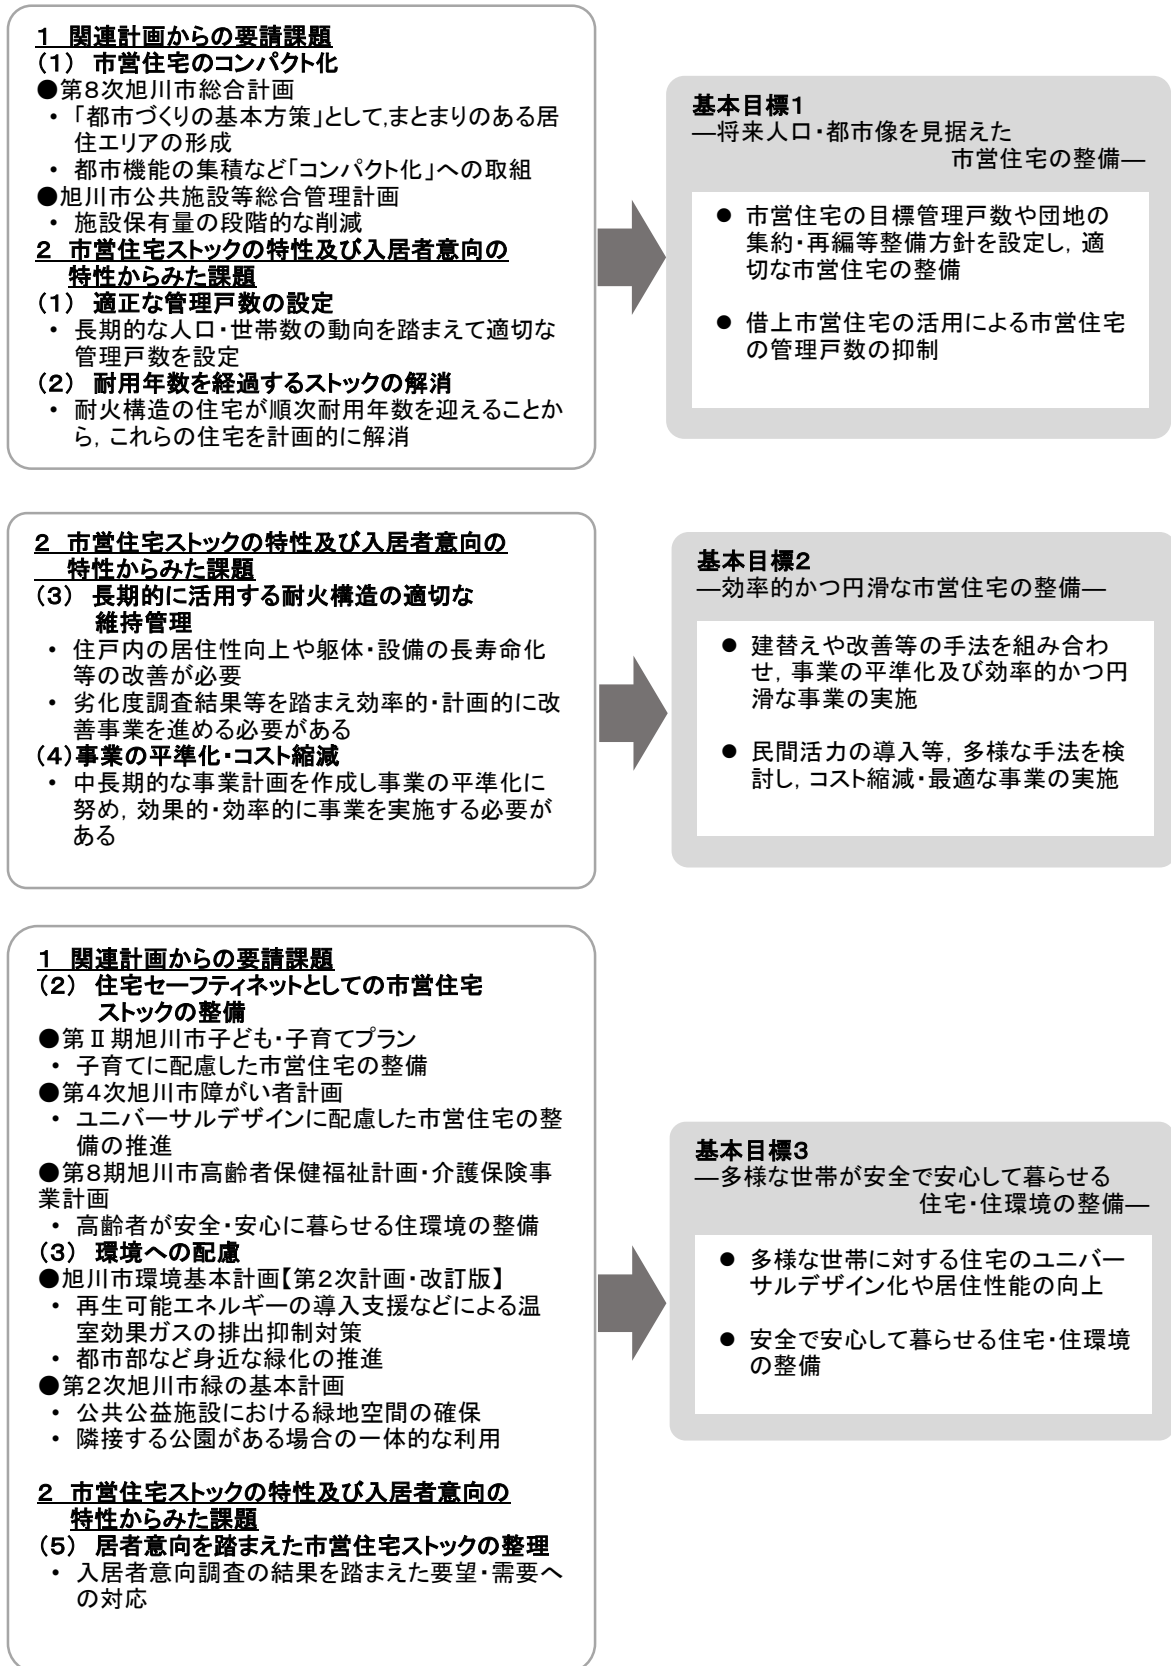 1 関連計画からの要請課題
(1) 市営住宅のコンパクト化
●第8次旭川市総合計画
・ 「都市づくりの基本方策」として,まとまりのある居
住エリアの形成
・ 都市機能の集積など「コンパクト化」への取組
●旭川市公共施設等総合管理計画
・ 施設保有量の段階的な削減
2 市営住宅ストックの特性及び入居者意向の
特性からみた課題
(1) 適正な管理戸数の設定
・ 長期的な人口・世帯数の動向を踏まえて適切な
管理戸数を設定
(2) 耐用年数を経過するストックの解消
・ 耐火構造の住宅が順次耐用年数を迎えることか
ら, これらの住宅を計画的に解消
基本目標1
―将来人口・都市像を見据えた
市営住宅の整備―
● 市営住宅の目標管理戸数や団地の
集約・再編等整備方針を設定し, 適
切な市営住宅の整備
● 借上市営住宅の活用による市営住宅
の管理戸数の抑制
2 市営住宅ストックの特性及び入居者意向の
特性からみた課題
(3) 長期的に活用する耐火構造の適切な
維持管理
・ 住戸内の居住性向上や躯体・設備の長寿命化
等の改善が必要
・ 劣化度調査結果等を踏まえ効率的・計画的に改
善事業を進める必要がある
(4)事業の平準化・コスト縮減
・ 中長期的な事業計画を作成し事業の平準化に
努め, 効果的・効率的に事業を実施する必要が
ある
基本目標2
―効率的かつ円滑な市営住宅の整備―
● 建替えや改善等の手法を組み合わ
せ, 事業の平準化及び効率的かつ円
滑な事業の実施
● 民間活力の導入等, 多様な手法を検
討し, コスト縮減・最適な事業の実施
1 関連計画からの要請課題
(2) 住宅セーフティネットとしての市営住宅
ストックの整備
●第Ⅱ期旭川市子ども・子育てプラン
・ 子育てに配慮した市営住宅の整備
●第4次旭川市障がい者計画
・ ユニバーサルデザインに配慮した市営住宅の整
備の推進
●第8期旭川市高齢者保健福祉計画・介護保険事
業計画
・ 高齢者が安全・安心に暮らせる住環境の整備
(3) 環境への配慮
●旭川市環境基本計画【第2次計画・改訂版】
・ 再生可能エネルギーの導入支援などによる温
室効果ガスの排出抑制対策
・ 都市部など身近な緑化の推進
●第2次旭川市緑の基本計画
・ 公共公益施設における緑地空間の確保
・ 隣接する公園がある場合の一体的な利用
2 市営住宅ストックの特性及び入居者意向の
特性からみた課題
(5) 居者意向を踏まえた市営住宅ストックの整理
・ 入居者意向調査の結果を踏まえた要望・需要へ
の対応
基本目標3
―多様な世帯が安全で安心して暮らせる
住宅・住環境の整備―
● 多様な世帯に対する住宅のユニバー
サルデザイン化や居住性能の向上
● 安全で安心して暮らせる住宅・住環境
の整備